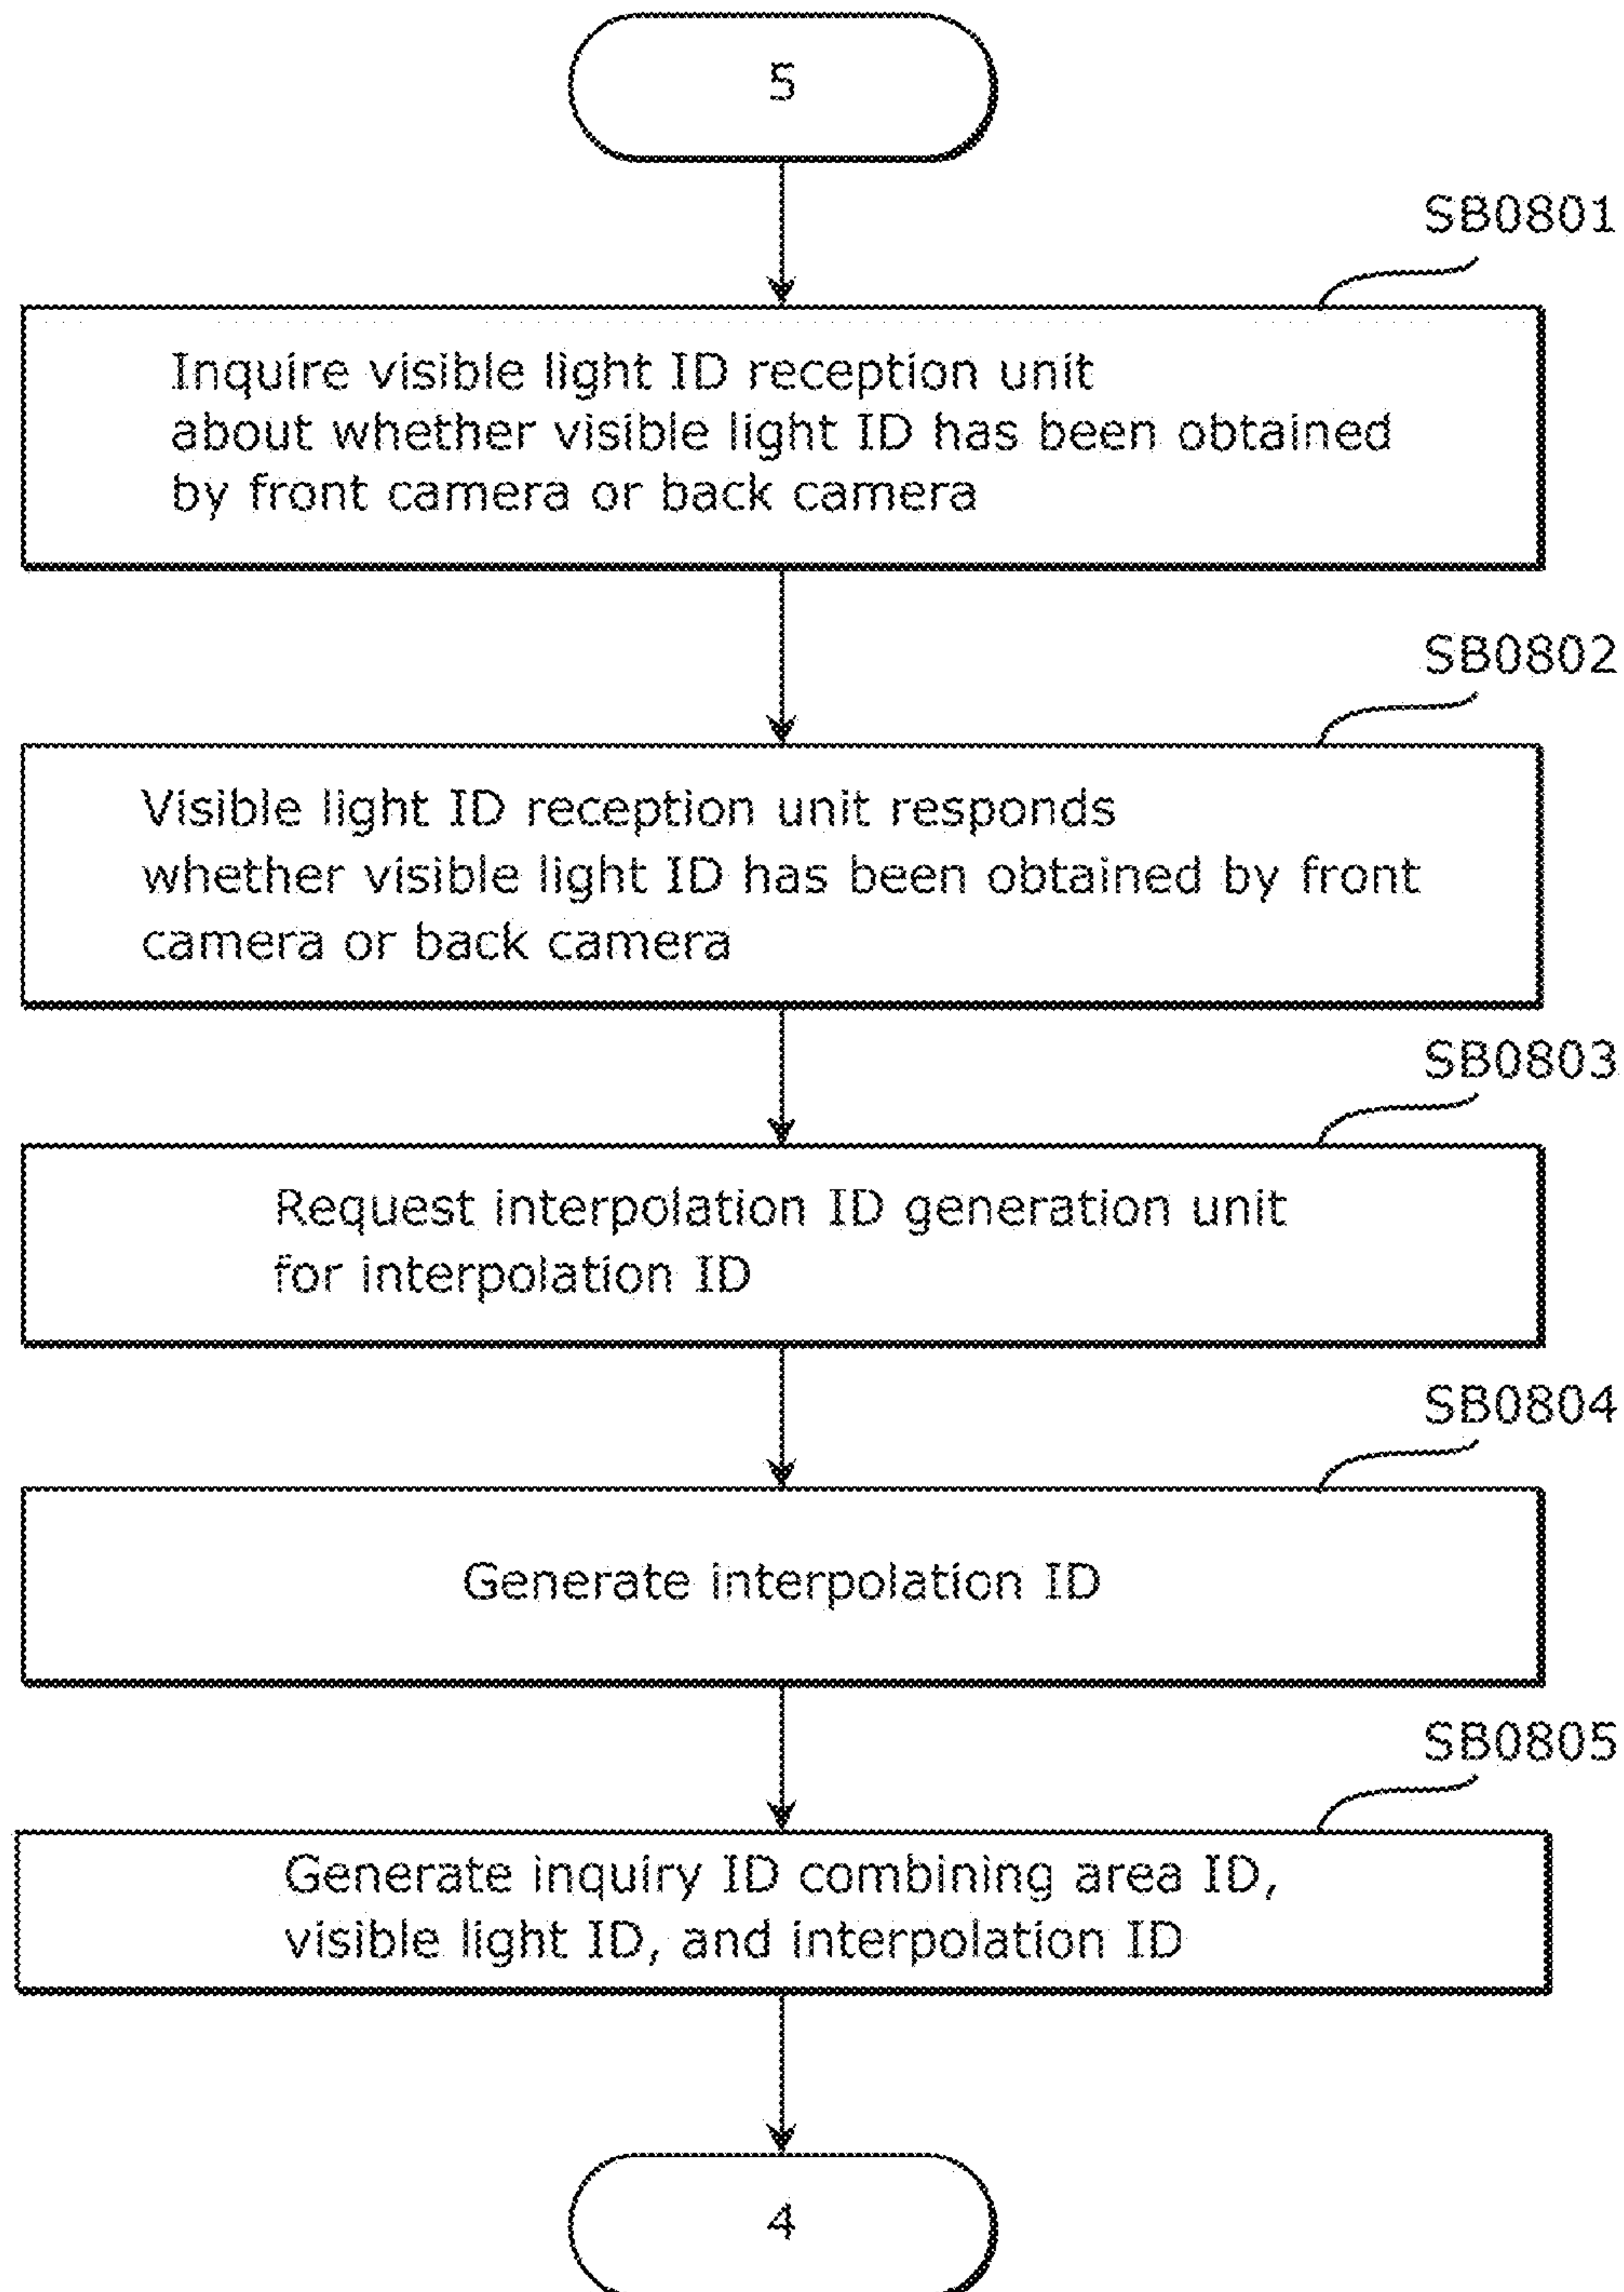 5
SB0801
Inquire visible light ID reception unit
about whether visible light ID has been obtained
by front camera or back camera
SB0802
Visible light ID reception unit responds
whether visible light ID has been obtained by front
camera or back camera
SB0803
Request interpolation ID generation unit
for interpolation ID
SB0804
Generate interpolation ID
SB0805
Generate inquiry ID combining area ID,
visible light ID, and interpolation ID
4